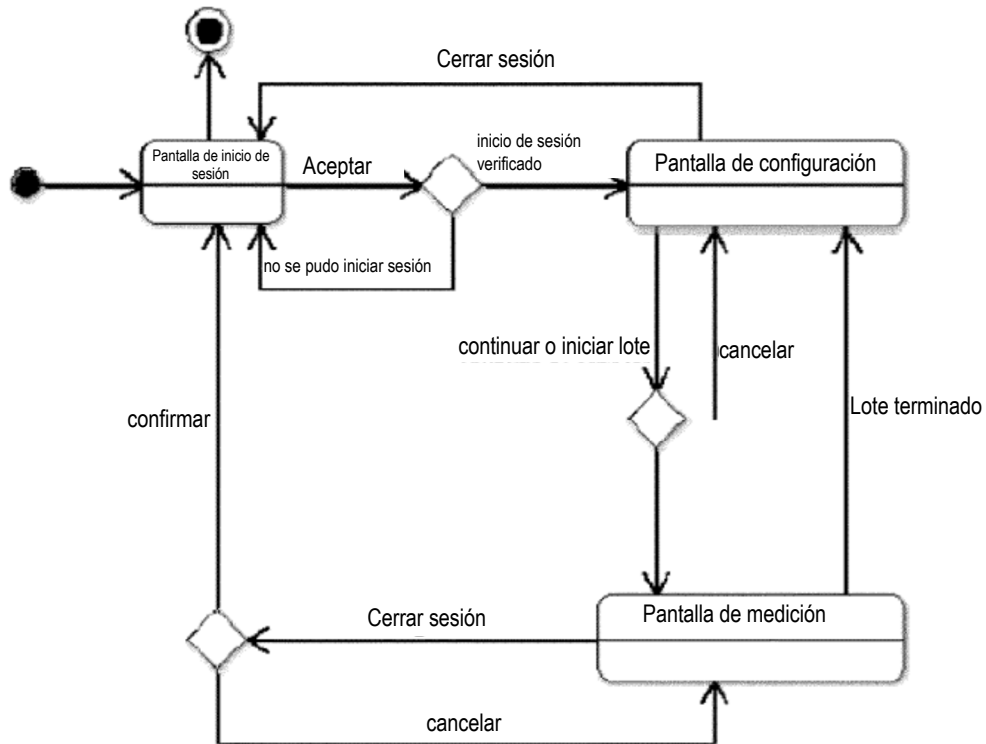 Cerrar sesión
Pantalla de inicio de
sesión
Aceptar
inicio de sesión
verificado
Pantalla de configuración
no se pudo iniciar sesión
continuar o iniciar lote
cancelar
Lote terminado
confirmar
Cerrar sesión
Pantalla de medición
cancelar